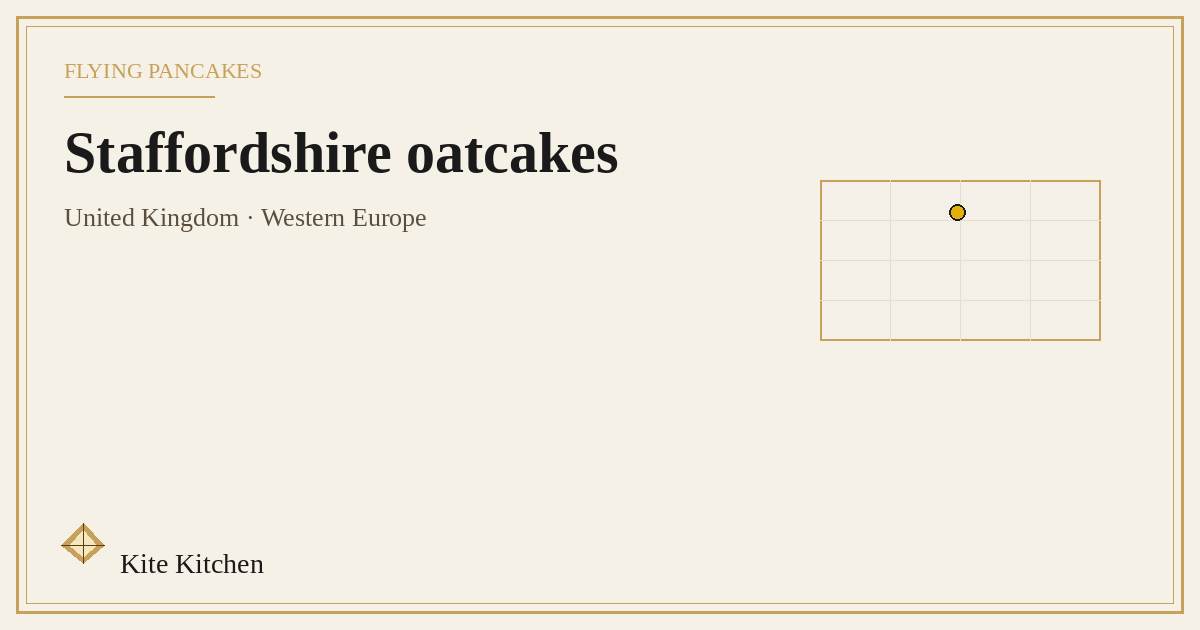 FLYING PANCAKES
Staffordshire oatcakes
United Kingdom · Western Europe
Kite Kitchen